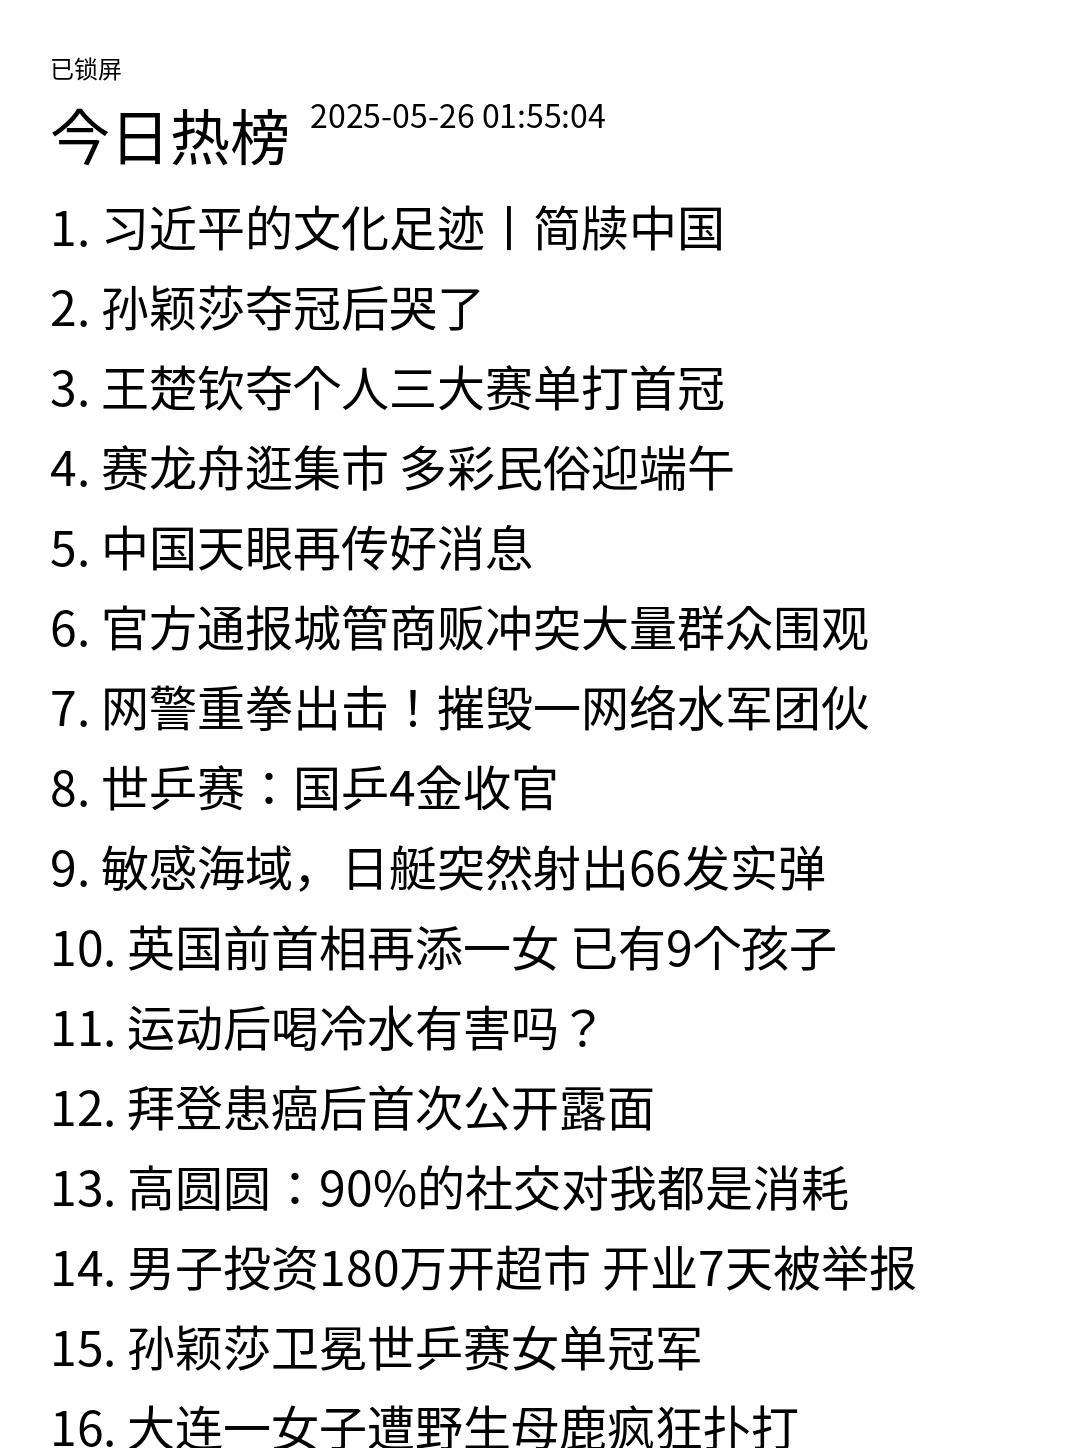 已锁屏
今日热榜 2025-05-26 01:55:04
1. 习近平的文化足迹丨简牍中国
2. 孙颖莎夺冠后哭了
3. 王楚钦夺个人三大赛单打首冠
4. 赛龙舟逛集市 多彩民俗迎端午
5. 中国天眼再传好消息
6. 官方通报城管商贩冲突大量群众围观
7. 网警重拳出击！摧毁一网络水军团伙
8. 世乒赛：国乒4金收官
9. 敏感海域，日艇突然射出66发实弹
10. 英国前首相再添一女 已有9个孩子
11. 运动后喝冷水有害吗？
12. 拜登患癌后首次公开露面
13. 高圆圆：90%的社交对我都是消耗
14. 男子投资180万开超市 开业7天被举报
15. 孙颖莎卫冕世乒赛女单冠军
16. 大连一女子遭野生母鹿疯狂扑打